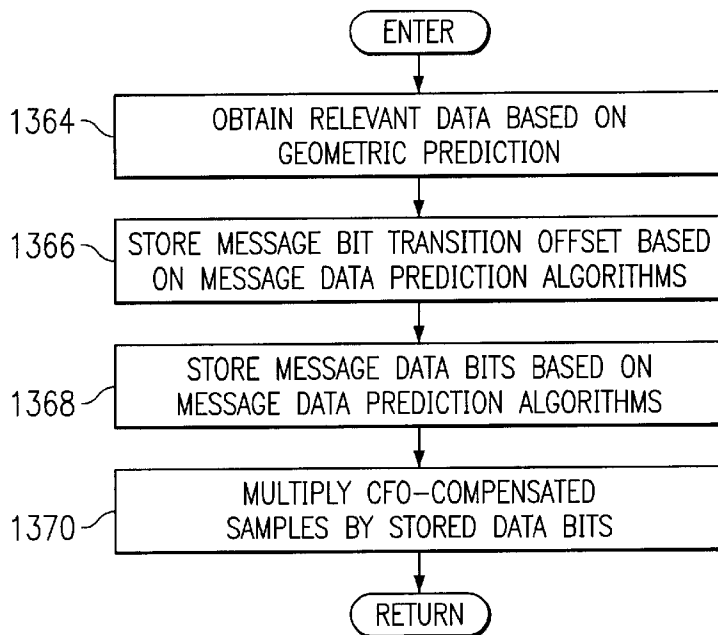 ENTER
1364
OBTAIN RELEVANT DATA BASED ON
GEOMETRIC PREDICTION
1366
STORE MESSAGE BIT TRANSITION OFFSET BASED
ON MESSAGE DATA PREDICTION ALGORITHMS
1368
STORE MESSAGE DATA BITS BASED ON
MESSAGE DATA PREDICTION ALGORITHMS
1370
MULTIPLY CFO-COMPENSATED
SAMPLES BY STORED DATA BITS
RETURN